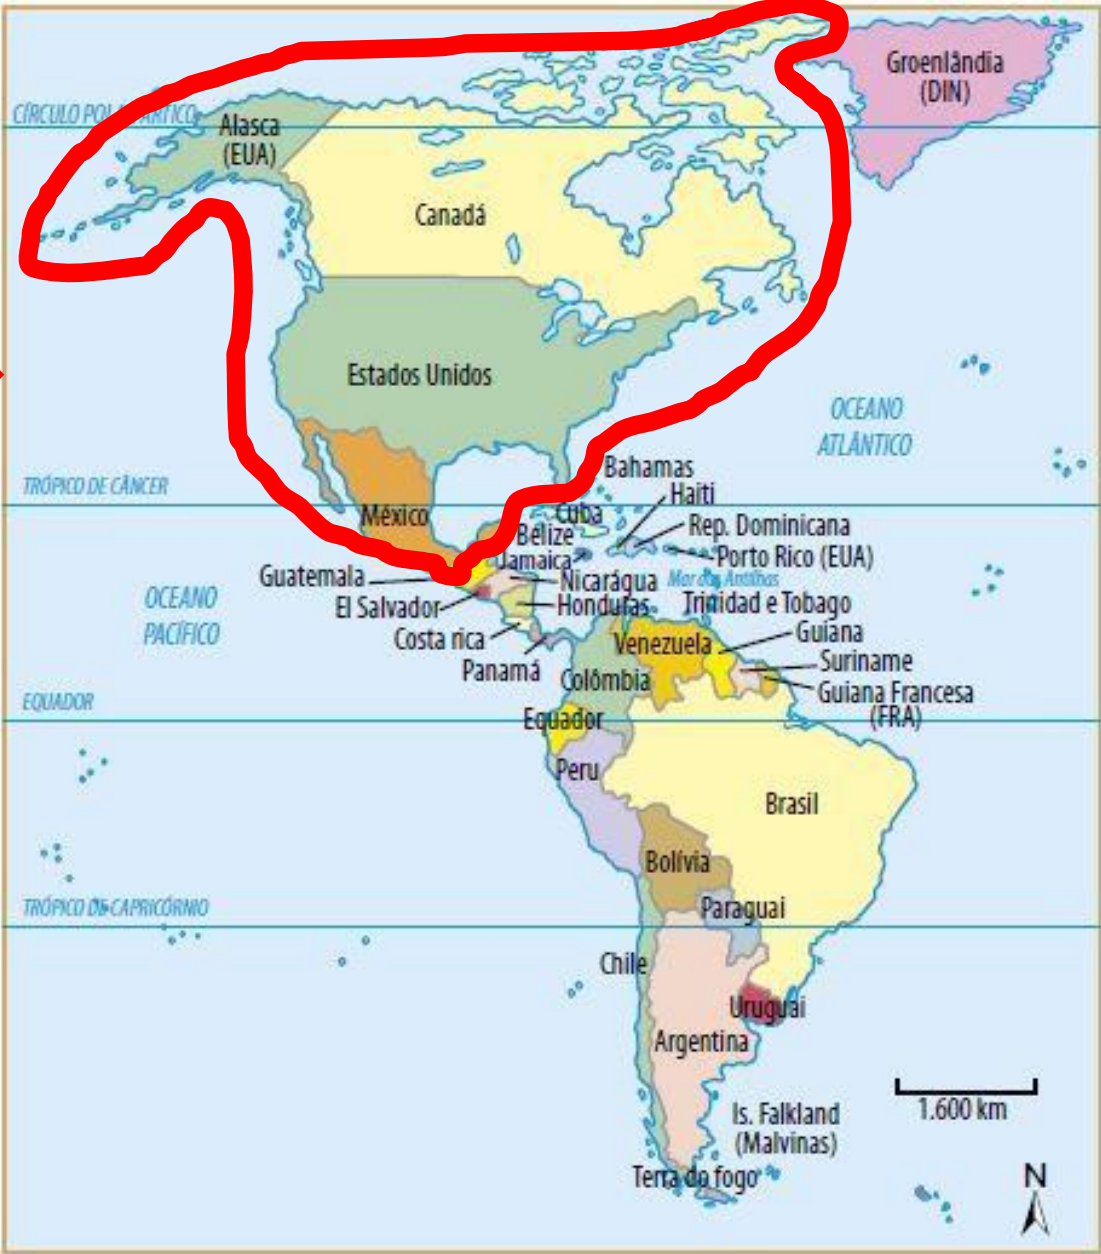 Groenlândia
(DIN)
CÍRCULO POLAR ÁRTICO
Alasca
(EUA)
Canadá
Estados Unidos
OCEANO
ATLÂNTICO
Bahamas
TRÓPICO DE CÂNCER
Haiti
México
Cuba
Rep. Dominicana
Belize
Porto Rico (EUA)
Jamaica
Guatemala
Nicarágua
Mar das Antilhas
OCEANO
PACÍFICO
El Salvador
Honduras
Trinidad e Tobago
Costa rica
Venezuela
Guiana
Panamá
Suriname
Colômbia
Guiana Francesa
(FRA)
EQUADOR
Equador
Peru
Brasil
Bolívia
TRÓPICO DE CAPRICÓRNIO
Paraguai
Chile
Uruguai
Argentina
1.600 km
Is. Falkland
(Malvinas)
Terra do fogo
N